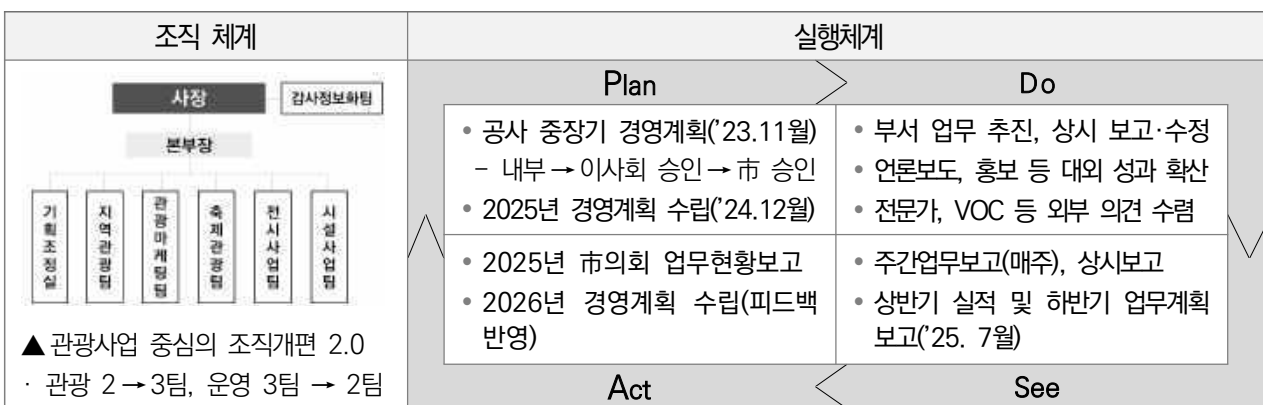 조직 체계
사장
감사정보화팀
본부장
기획조정실
지역관광팀
관광마케팅팀
축제관광팀
전시사업팀
시설사업팀
▲ 관광사업 중심의 조직개편 2.0
· 관광 2 → 3팀, 운영 3팀 → 2팀
실행체계
Plan
• 공사 중장기 경영계획('23.11월)
- 내부 → 이사회 승인 → 市 승인
• 2025년 경영계획 수립('24.12월)
Do
• 부서 업무 추진, 상시 보고·수정
• 언론보도, 홍보 등 대외 성과 확산
• 전문가, VOC 등 외부 의견 수렴
• 2025년 市의회 업무현황보고
• 2026년 경영계획 수립(피드백
반영)
Act
• 주간업무보고(매주), 상시보고
• 상반기 실적 및 하반기 업무계획
보고('25. 7월)
See